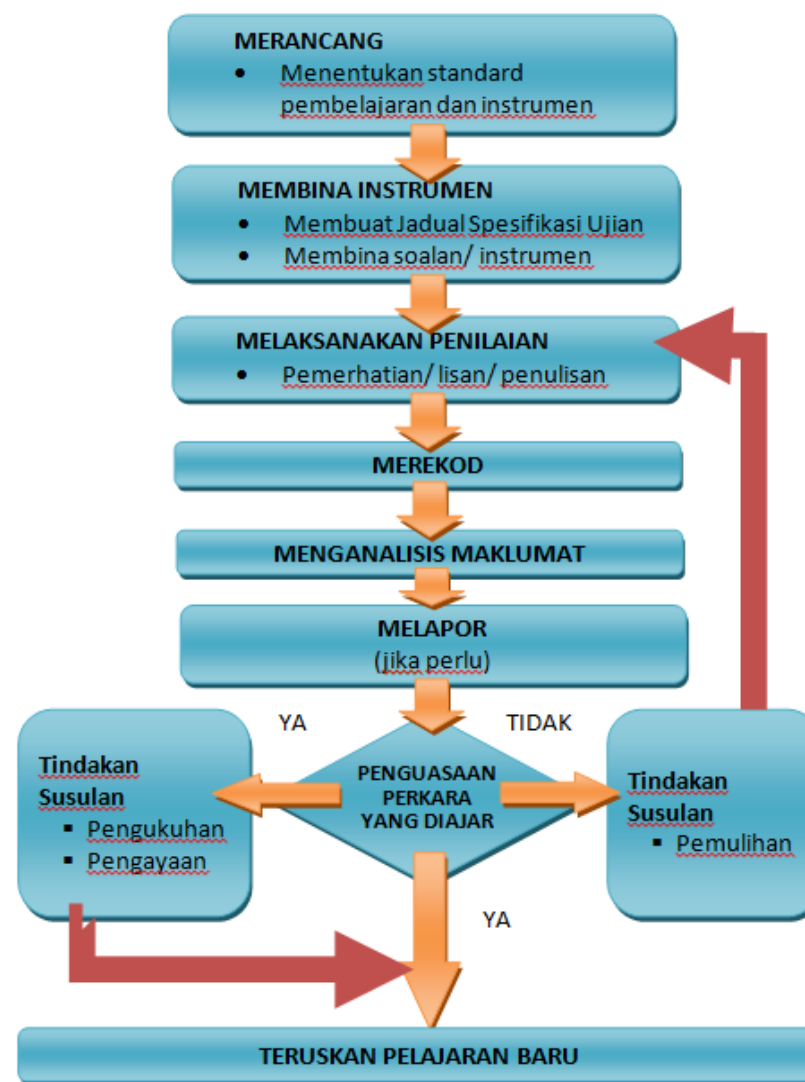 MERANCANG
• Menentukan standard
pembelajaran dan instrumen
MEMBINA INSTRUMEN
• Membuat Jadual Spesifikasi Ujian
• Membina soalan/ instrumen
MELAKSANAKAN PENILAIAN
• Pemerhatian/ lisan/ penulisan
MEREKOD
MENGANALISIS MAKLUMAT
MELAPOR
(jika perlu)
YA
TIDAK
Tindakan
Susulan
▪ Pengukuhan
▪ Pengayaan
PENGUASAAN
PERKARA
YANG DIAJAR
Tindakan
Susulan
▪ Pemulihan
YA
TERUSKAN PELAJARAN BARU